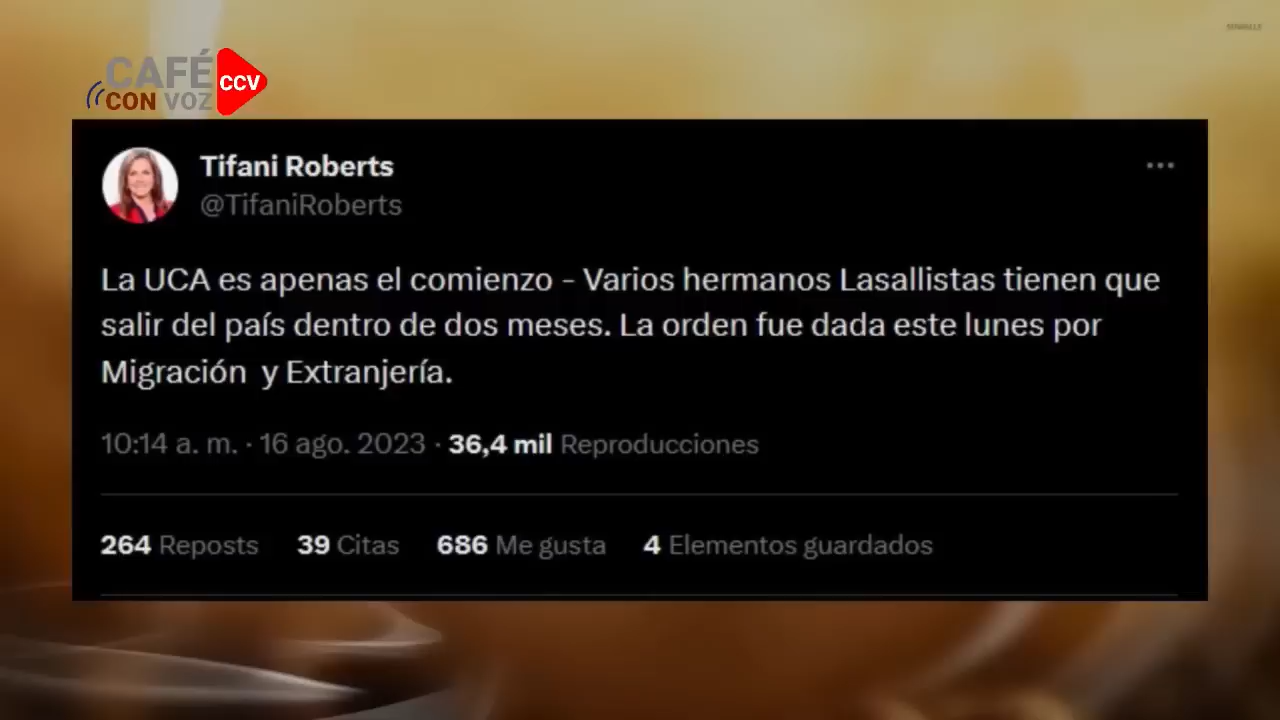 CAFÉ
CON VOZ
CCV
Tifani Roberts
@TifaniRoberts
La UCA es apenas el comienzo - Varios hermanos Lasallistas tienen que
salir del país dentro de dos meses. La orden fue dada este lunes por
Migración y Extranjería.
10:14 a. m. · 16 ago. 2023 · 36,4 mil Reproducciones
264 Reposts 39 Citas 686 Me gusta 4 Elementos guardados